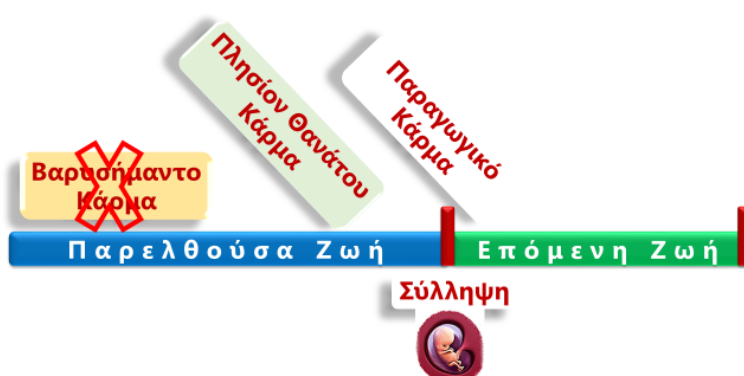 Πλησίον Θανάτου
Κάρμα
Παραγωγικό
Κάρμα
Βαρυσήμαντο
Κάρμα
Παρελθούσα Ζωή
Επόμενη Ζωή
Σύλληψη